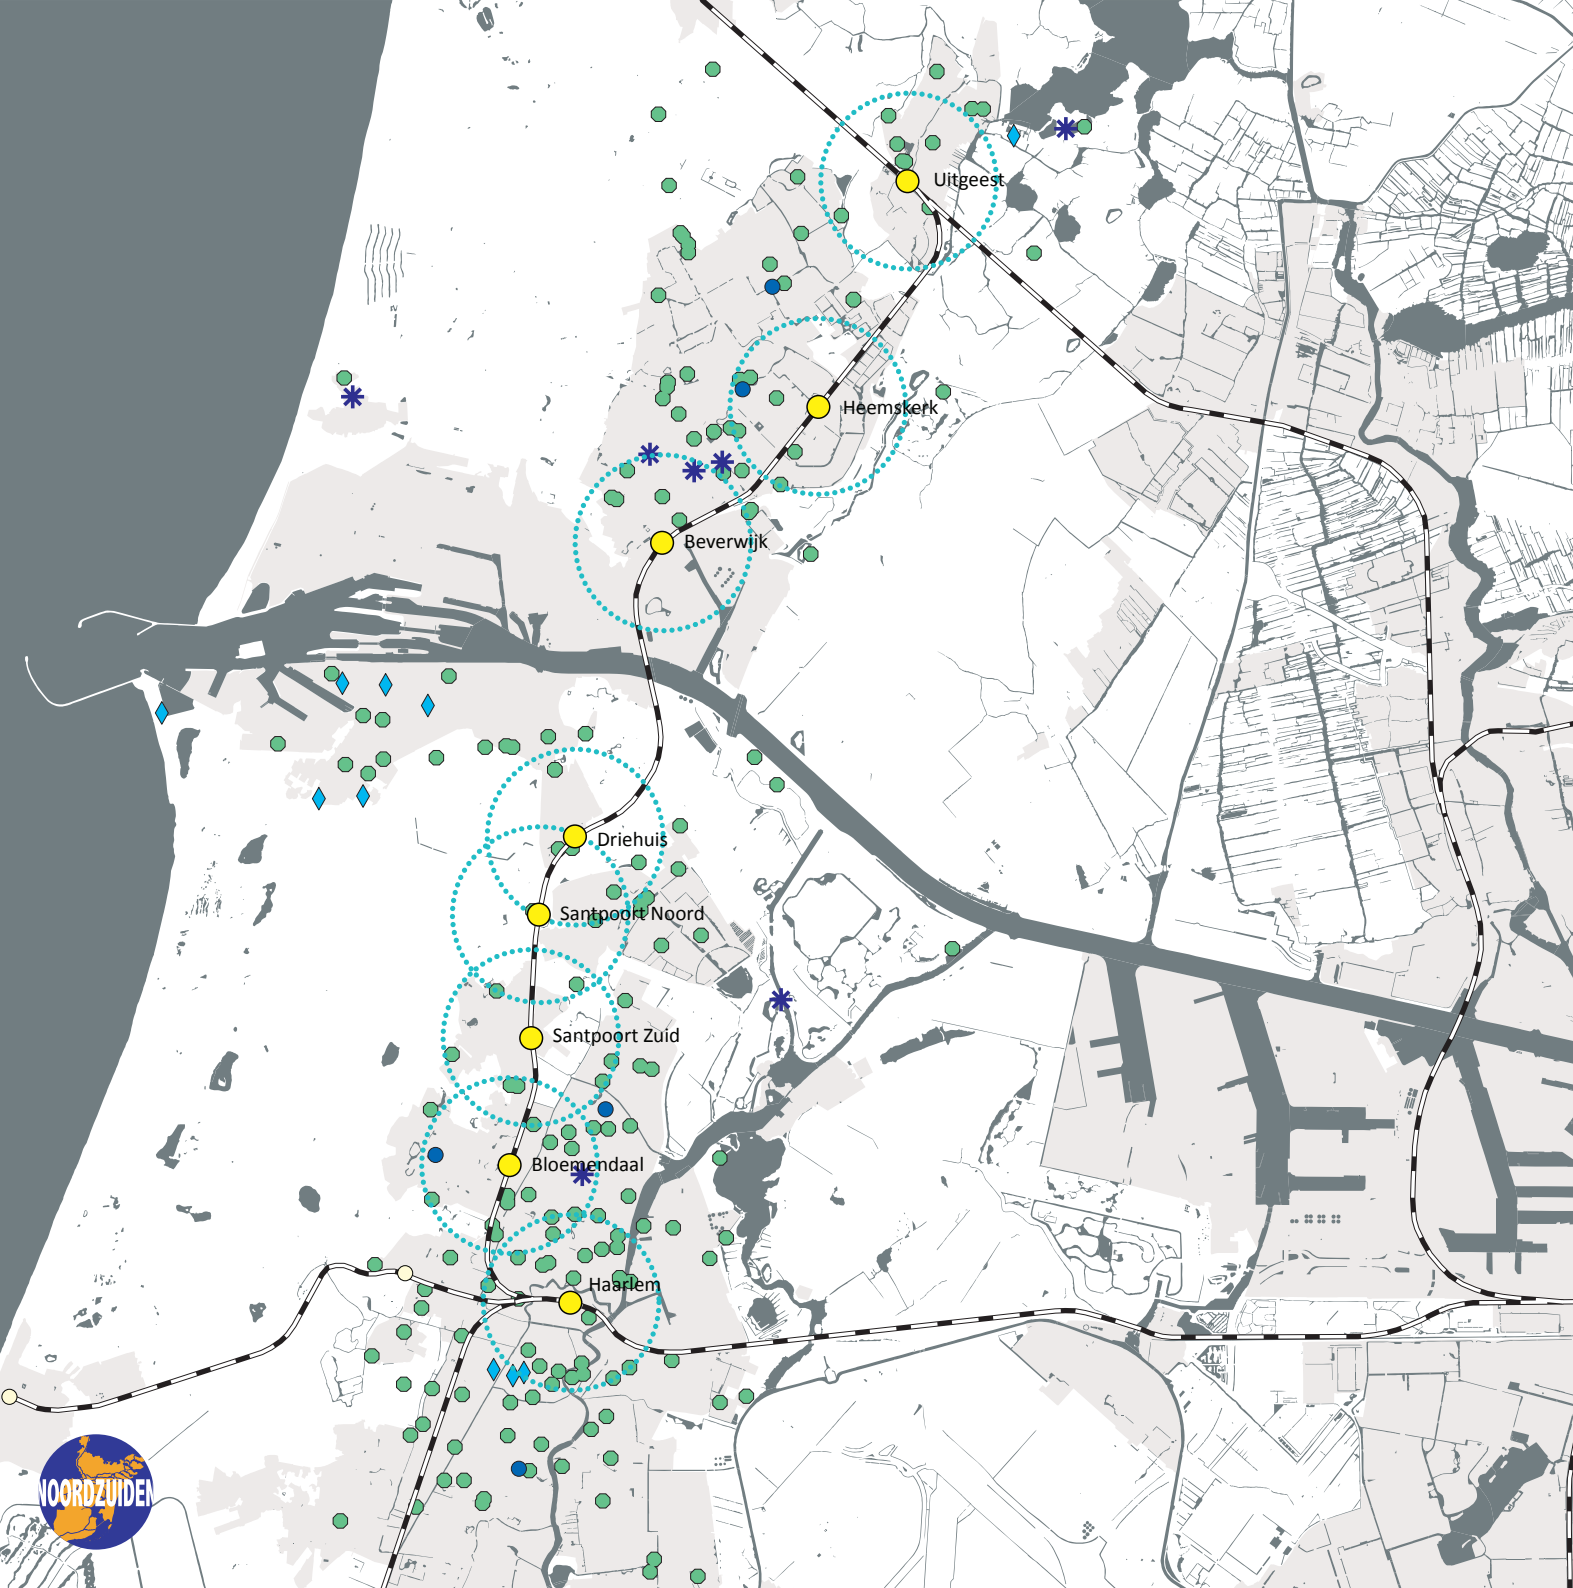 Uitgeest
Heemskerk
Beverwijk
Driehuis
Santpoort Noord
Santpoort Zuid
Bloemendaal
Haarlem
NOORDZUIDEN